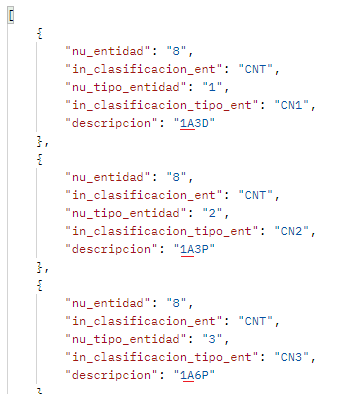 [
{
"nu_entidad": "8",
"in_clasificacion_ent": "CNT",
"nu_tipo_entidad": "1",
"in_clasificacion_tipo_ent": "CN1",
"descripcion": "1A3D"
},
{
"nu_entidad": "8",
"in_clasificacion_ent": "CNT",
"nu_tipo_entidad": "2",
"in_clasificacion_tipo_ent": "CN2",
"descripcion": "1A3P"
},
{
"nu_entidad": "8",
"in_clasificacion_ent": "CNT",
"nu_tipo_entidad": "3",
"in_clasificacion_tipo_ent": "CN3",
"descripcion": "1A6P"
}